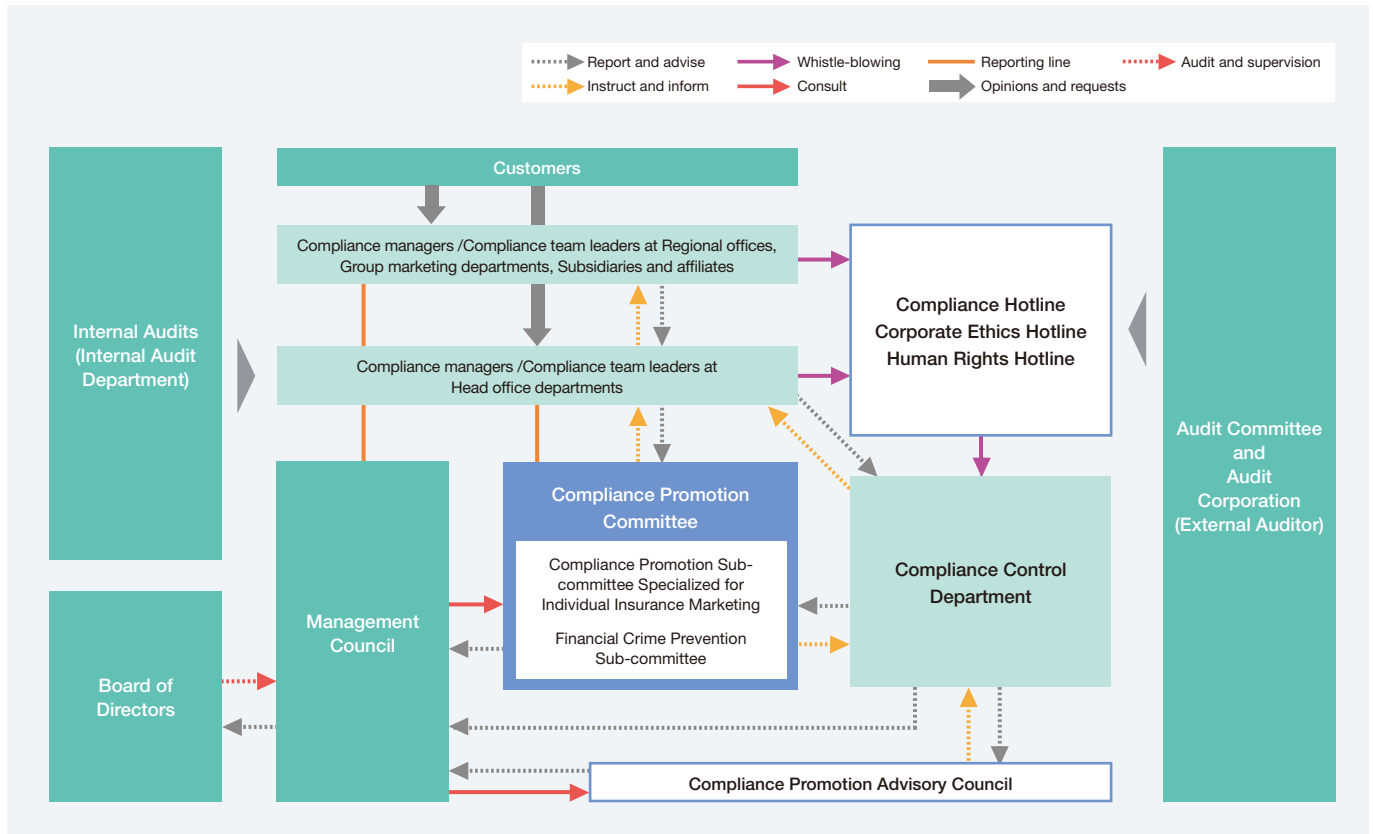 Report and advise
Whistle-blowing
Reporting line
Audit and supervision
Instruct and inform
Consult
Opinions and requests
Customers
Compliance managers /Compliance team leaders at Regional offices,
Group marketing departments, Subsidiaries and affiliates
Compliance managers /Compliance team leaders at
Head office departments
Internal Audits
(Internal Audit
Department)
Compliance Hotline
Corporate Ethics Hotline
Human Rights Hotline
Audit Committee
and
Audit
Corporation
(External Auditor)
Compliance Promotion
Committee
Compliance Promotion Sub-
committee Specialized for
Individual Insurance Marketing
Financial Crime Prevention
Sub-committee
Compliance Control
Department
Management
Council
Board of
Directors
Compliance Promotion Advisory Council